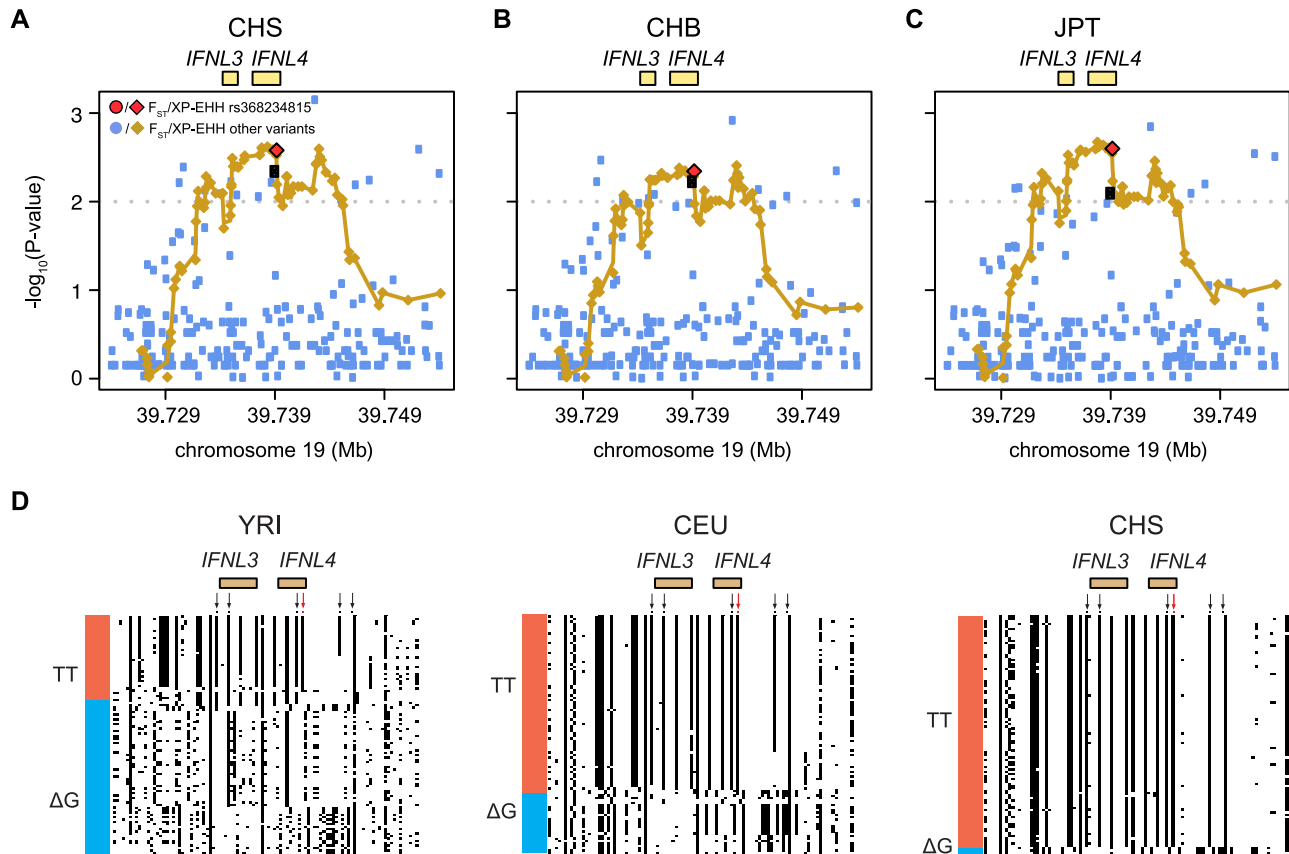 A
CHS
IFNL3
IFNL4
B
CHB
IFNL3
IFNL4
C
JPT
IFNL3
IFNL4
-log10(P-value)
3
2
1
0
/ FST/XP-EHH rs368234815
/ FST/XP-EHH other variants
39.729 39.739 39.749
39.729 39.739 39.749
39.729 39.739 39.749
chromosome 19 (Mb)
chromosome 19 (Mb)
chromosome 19 (Mb)
D
YRI
IFNL3 IFNL4
TT
ΔG
CEU
IFNL3 IFNL4
TT
ΔG
CHS
IFNL3 IFNL4
TT
ΔG